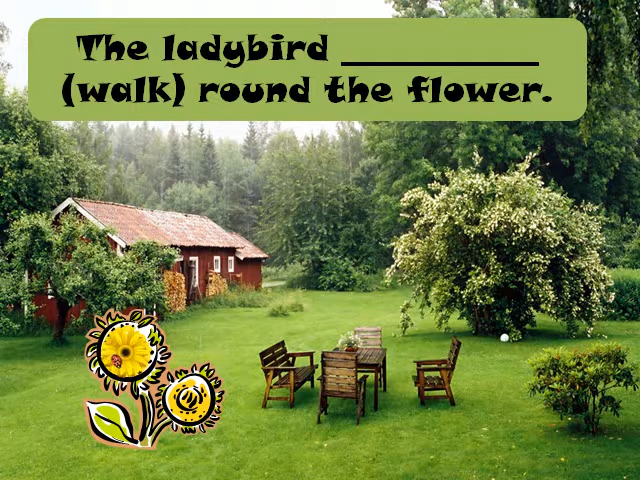 The ladybird __________
(walk) round the flower.